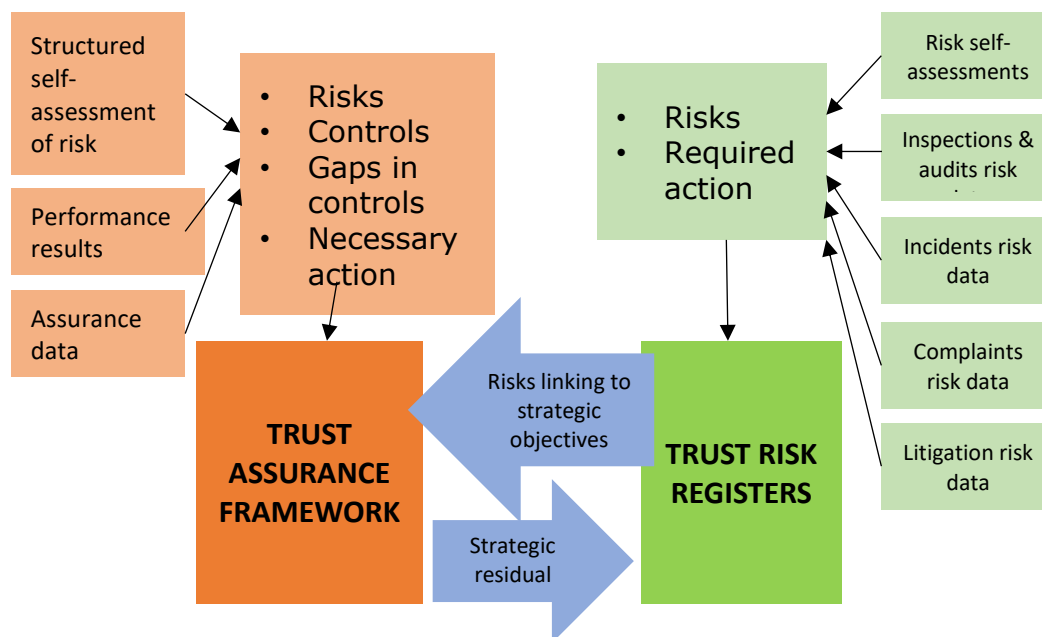 Structured
self-
assessment
of risk
Performance
results
Assurance
data
• Risks
• Controls
• Gaps in
controls
• Necessary
action
TRUST
ASSURANCE
FRAMEWORK
Risks linking to
strategic
objectives
Strategic
residual
• Risks
• Required
action
TRUST RISK
REGISTERS
Risk self-
assessments
Inspections &
audits risk
Incidents risk
data
Complaints
risk data
Litigation risk
data